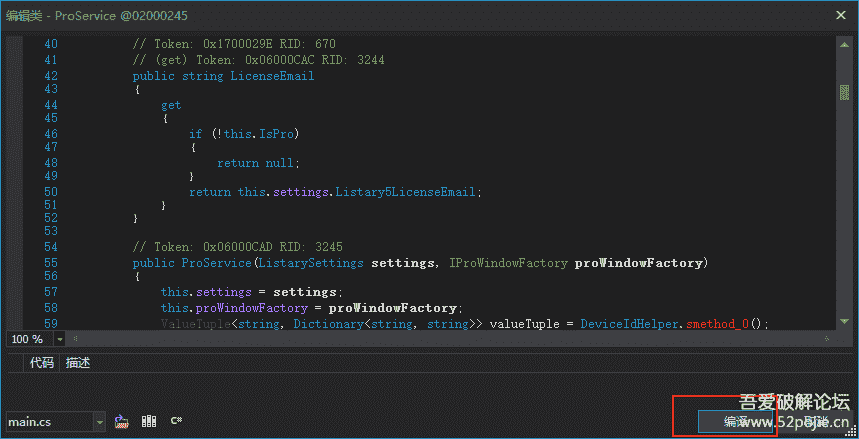 编辑类 - ProService @02000245
40 // Token: 0x1700029E RID: 670
41 // (get) Token: 0x06000CAC RID: 3244
42 public string LicenseEmail
43 {
44 get
45 {
46 if (!this.IsPro)
47 {
48 return null;
49 }
50 return this.settings.Listary5LicenseEmail;
51 }
52 }
53
54 // Token: 0x06000CAD RID: 3245
55 public ProService(ListarySettings settings, IProWindowFactory proWindowFactory)
56 {
57 this.settings = settings;
58 this.proWindowFactory = proWindowFactory;
59 ValueTuple<string, Dictionary<string, string>> valueTuple = DeviceIdHelper.smethod_0();
100 %
代码 描述
main.cs
C#
编译
取消
吾爱破解论坛
www.52pojie.cn